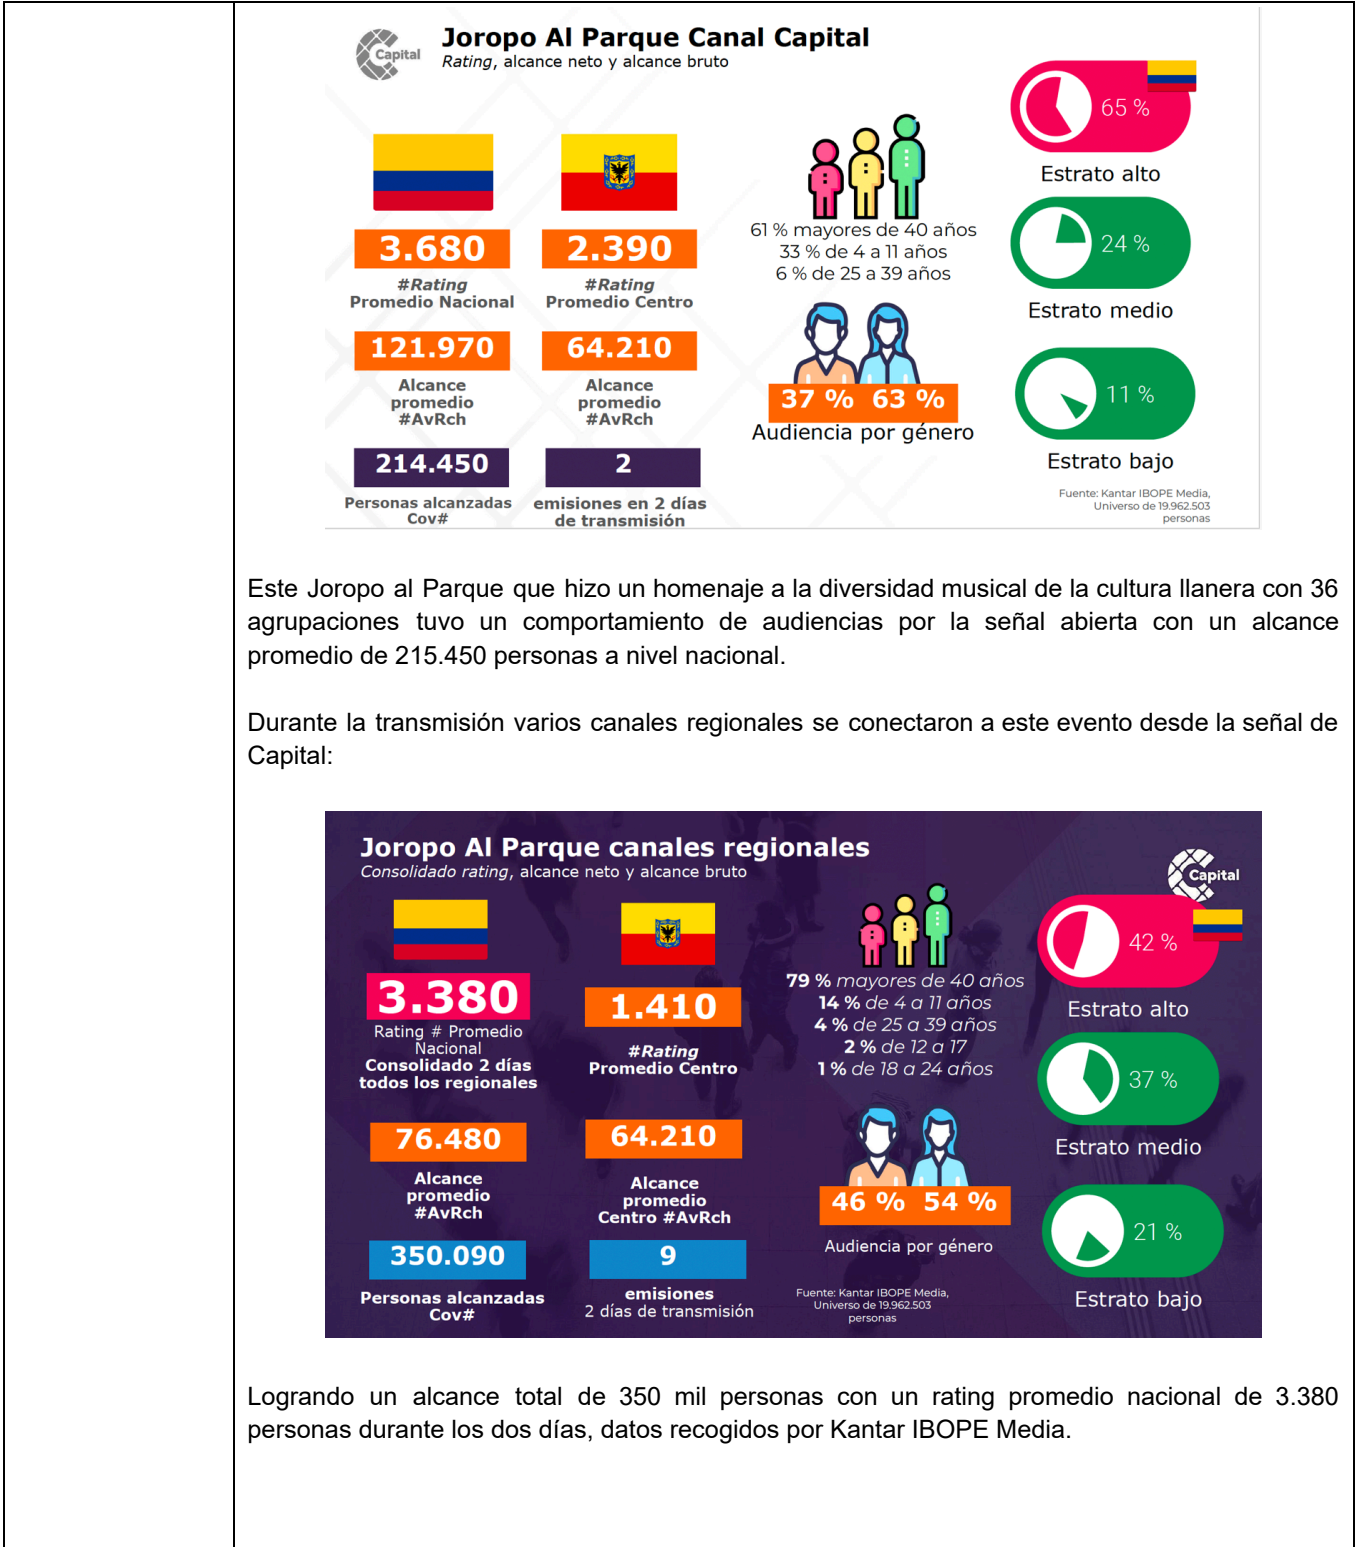 Capital
Joropo Al Parque Canal Capital
Rating, alcance neto y alcance bruto
3.680
#Rating
Promedio Nacional
2.390
#Rating
Promedio Centro
121.970
Alcance
promedio
#AvRch
64.210
Alcance
promedio
#AvRch
214.450
Personas alcanzadas
Cov#
2
emisiones en 2 días
de transmisión
61 % mayores de 40 años
33 % de 4 a 11 años
6 % de 25 a 39 años
37 % 63 %
Audiencia por género
65 %
Estrato alto
24 %
Estrato medio
11 %
Estrato bajo
Fuente: Kantar IBOPE Media,
Universo de 19.962.503
personas
Este Joropo al Parque que hizo un homenaje a la diversidad musical de la cultura llanera con 36
agrupaciones tuvo un comportamiento de audiencias por la señal abierta con un alcance
promedio de 215.450 personas a nivel nacional.
Durante la transmisión varios canales regionales se conectaron a este evento desde la señal de
Capital:
Joropo Al Parque canales regionales
Consolidado rating, alcance neto y alcance bruto
Capital
3.380
Rating # Promedio
Nacional
Consolidado 2 días
todos los regionales
1.410
#Rating
Promedio Centro
76.480
Alcance
promedio
#AvRch
64.210
Alcance
promedio
Centro #AvRch
350.090
Personas alcanzadas
Cov#
9
emisiones
2 días de transmisión
79 % mayores de 40 años
14 % de 4 a 11 años
4 % de 25 a 39 años
2 % de 12 a 17
1 % de 18 a 24 años
46 % 54 %
Audiencia por género
Fuente: Kantar IBOPE Media,
Universo de 19.962.503
personas
42 %
Estrato alto
37 %
Estrato medio
21 %
Estrato bajo
Logrando un alcance total de 350 mil personas con un rating promedio nacional de 3.380
personas durante los dos días, datos recogidos por Kantar IBOPE Media.